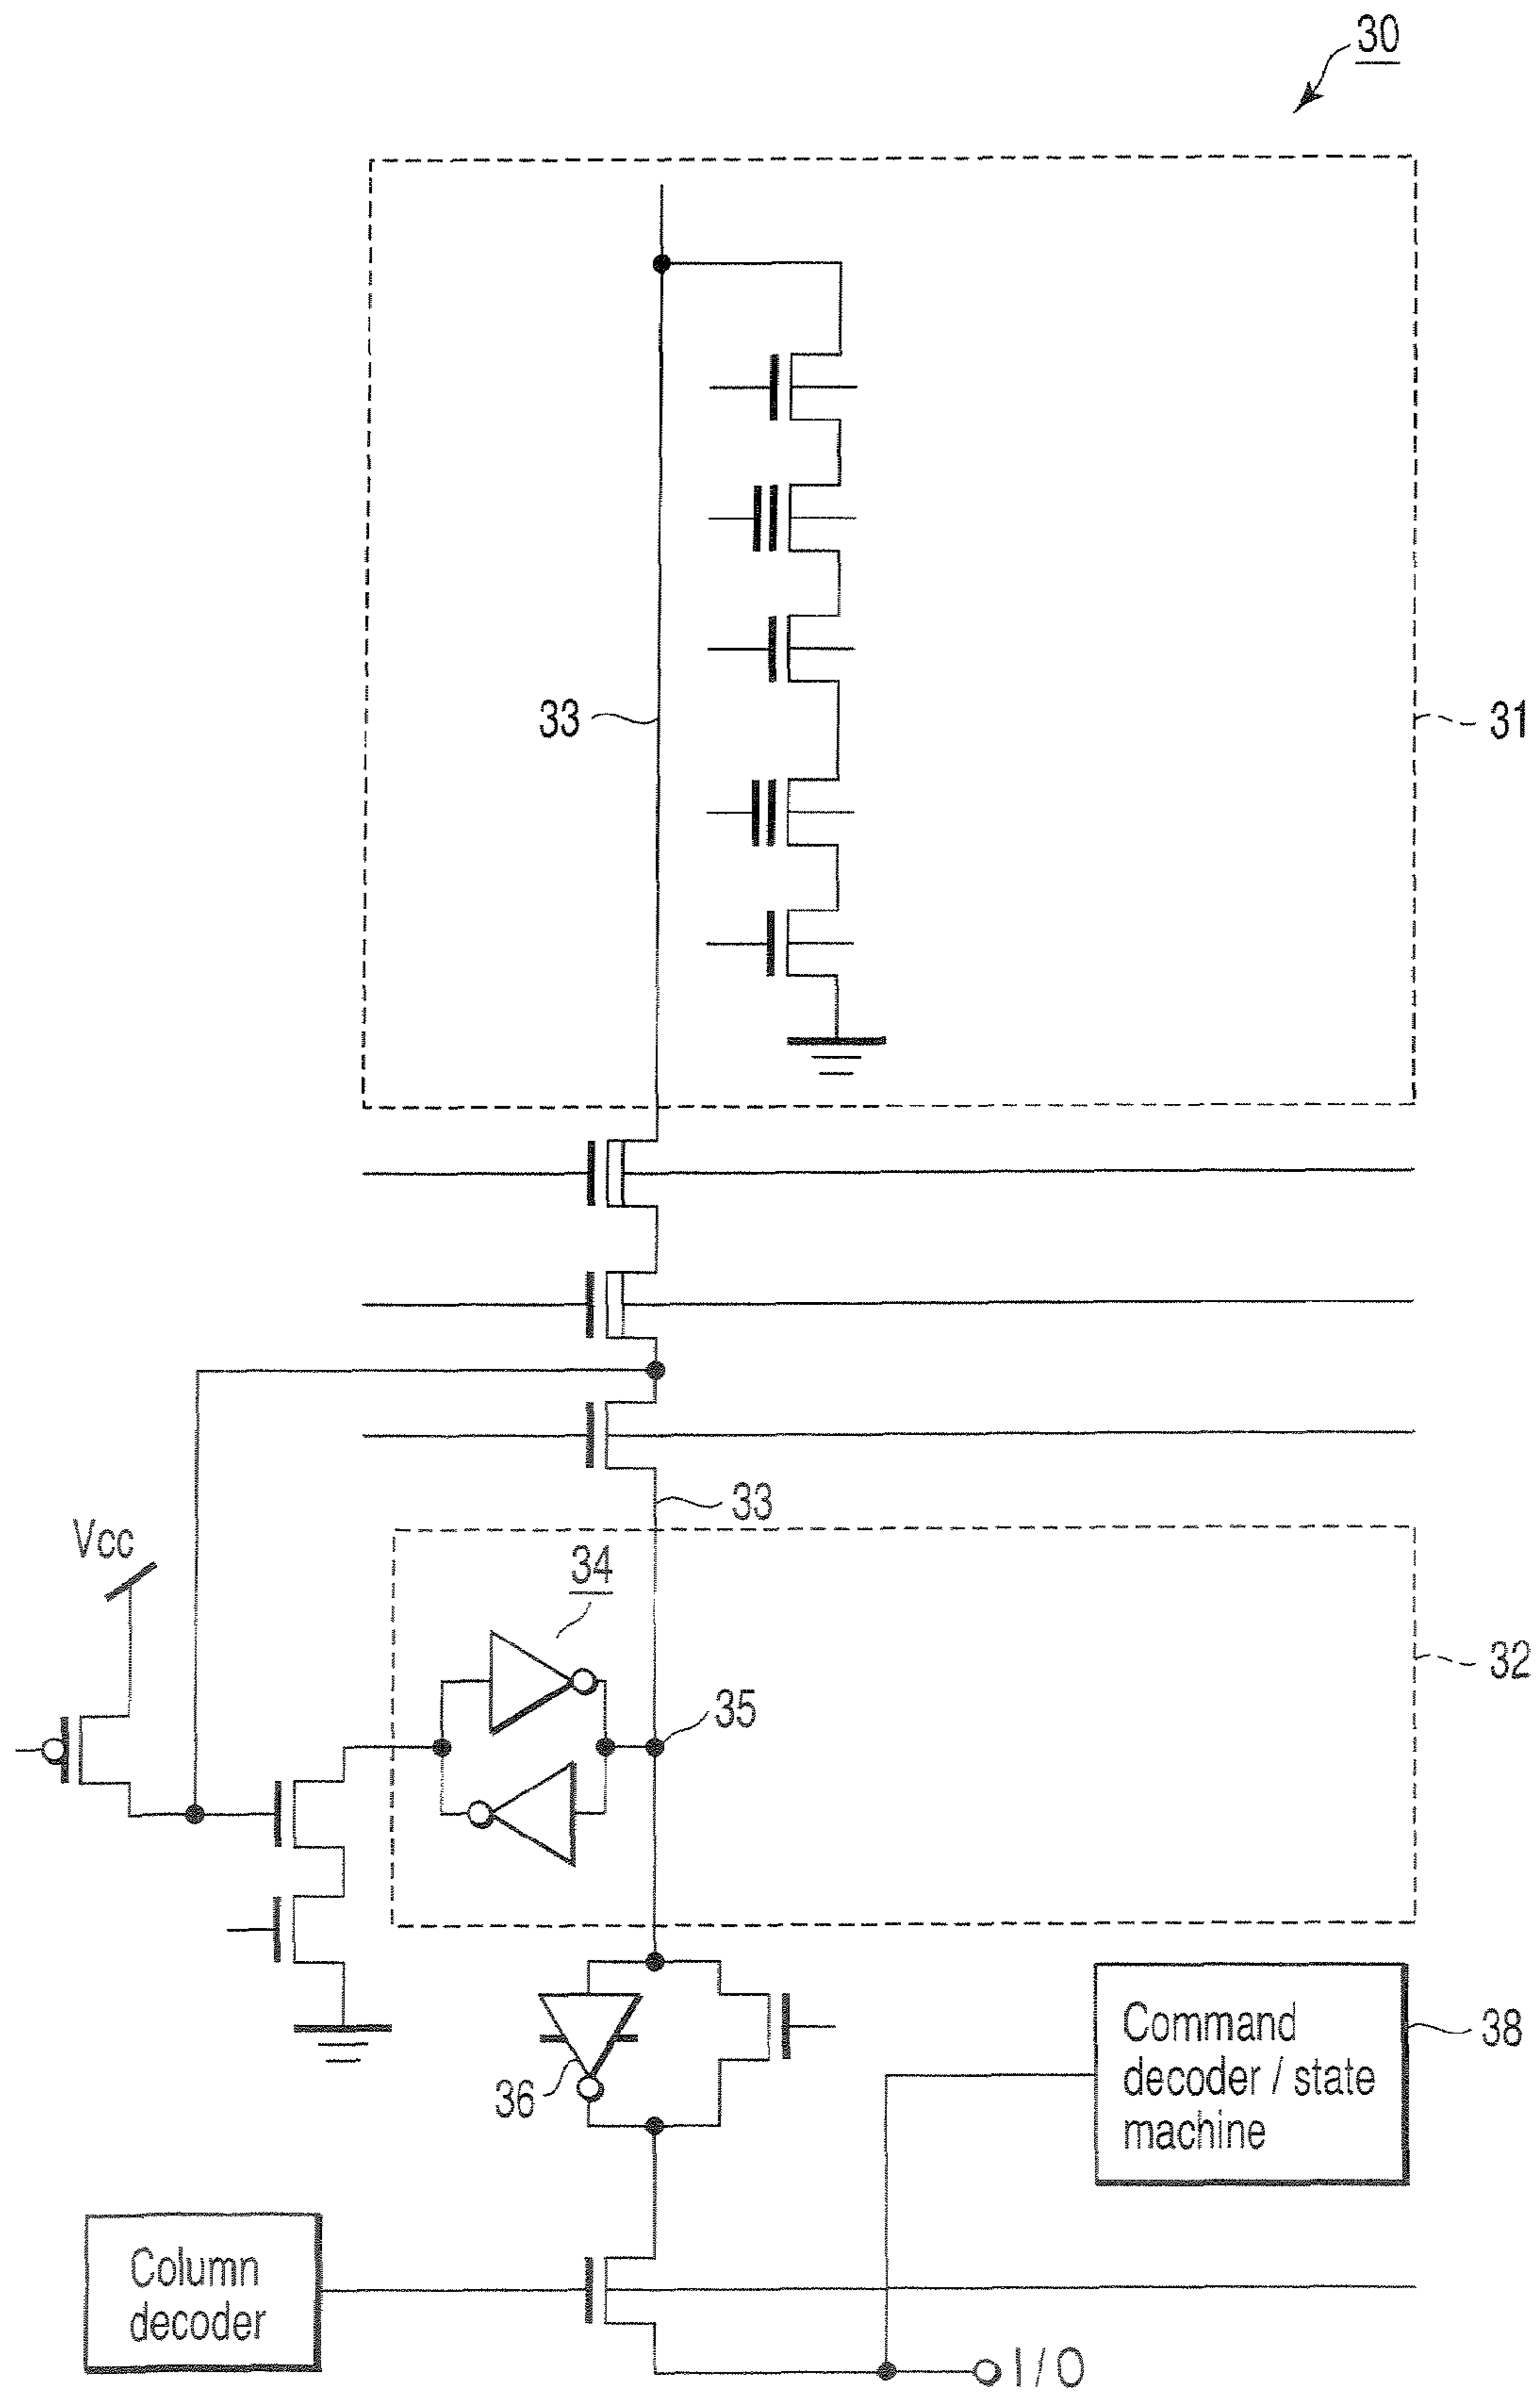 30
33
31
33
Vcc
34
32
35
Command
decoder / state
machine
38
36
Column
decoder
I / O